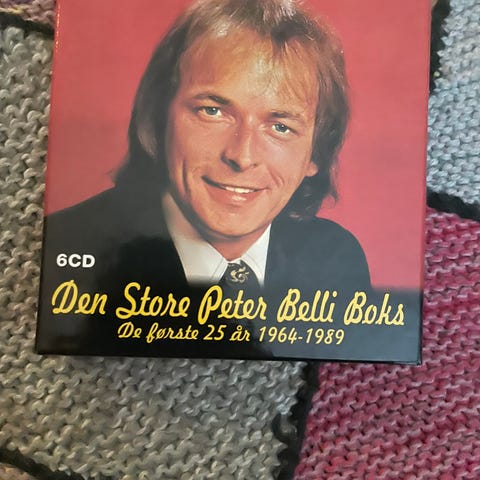 6CD
Den Store Peter Belli Boks
De første 25 år 1964-1989